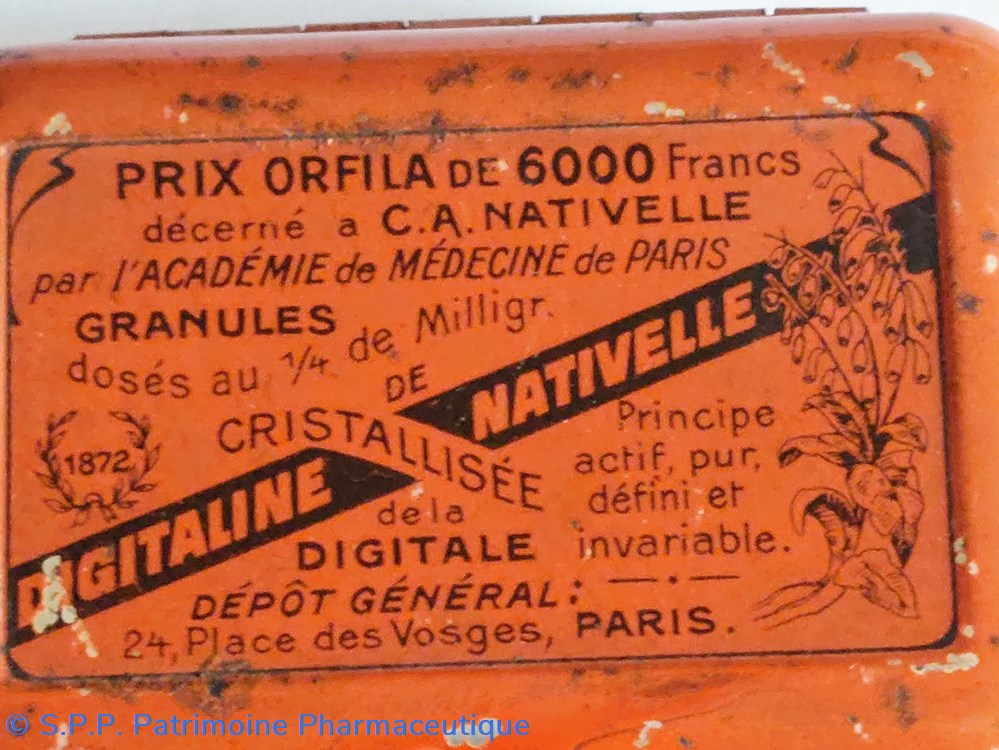 PRIX ORFILA DE 6000 Francs
décerné a C.A. NATIVELLE
par l'ACADÉMIE de MÉDECINE de PARIS
GRANULES
dosés au 1/4 de Milligr.
DE
DIGITALINE
CRISTALLISÉE
NATIVELLE
1872
de la
DIGITALE
Principe
actif, pur,
défini et
invariable.
DÉPÔT GÉNÉRAL:
24, Place des Vosges, PARIS.
© S.P.P. Patrimoine Pharmaceutique